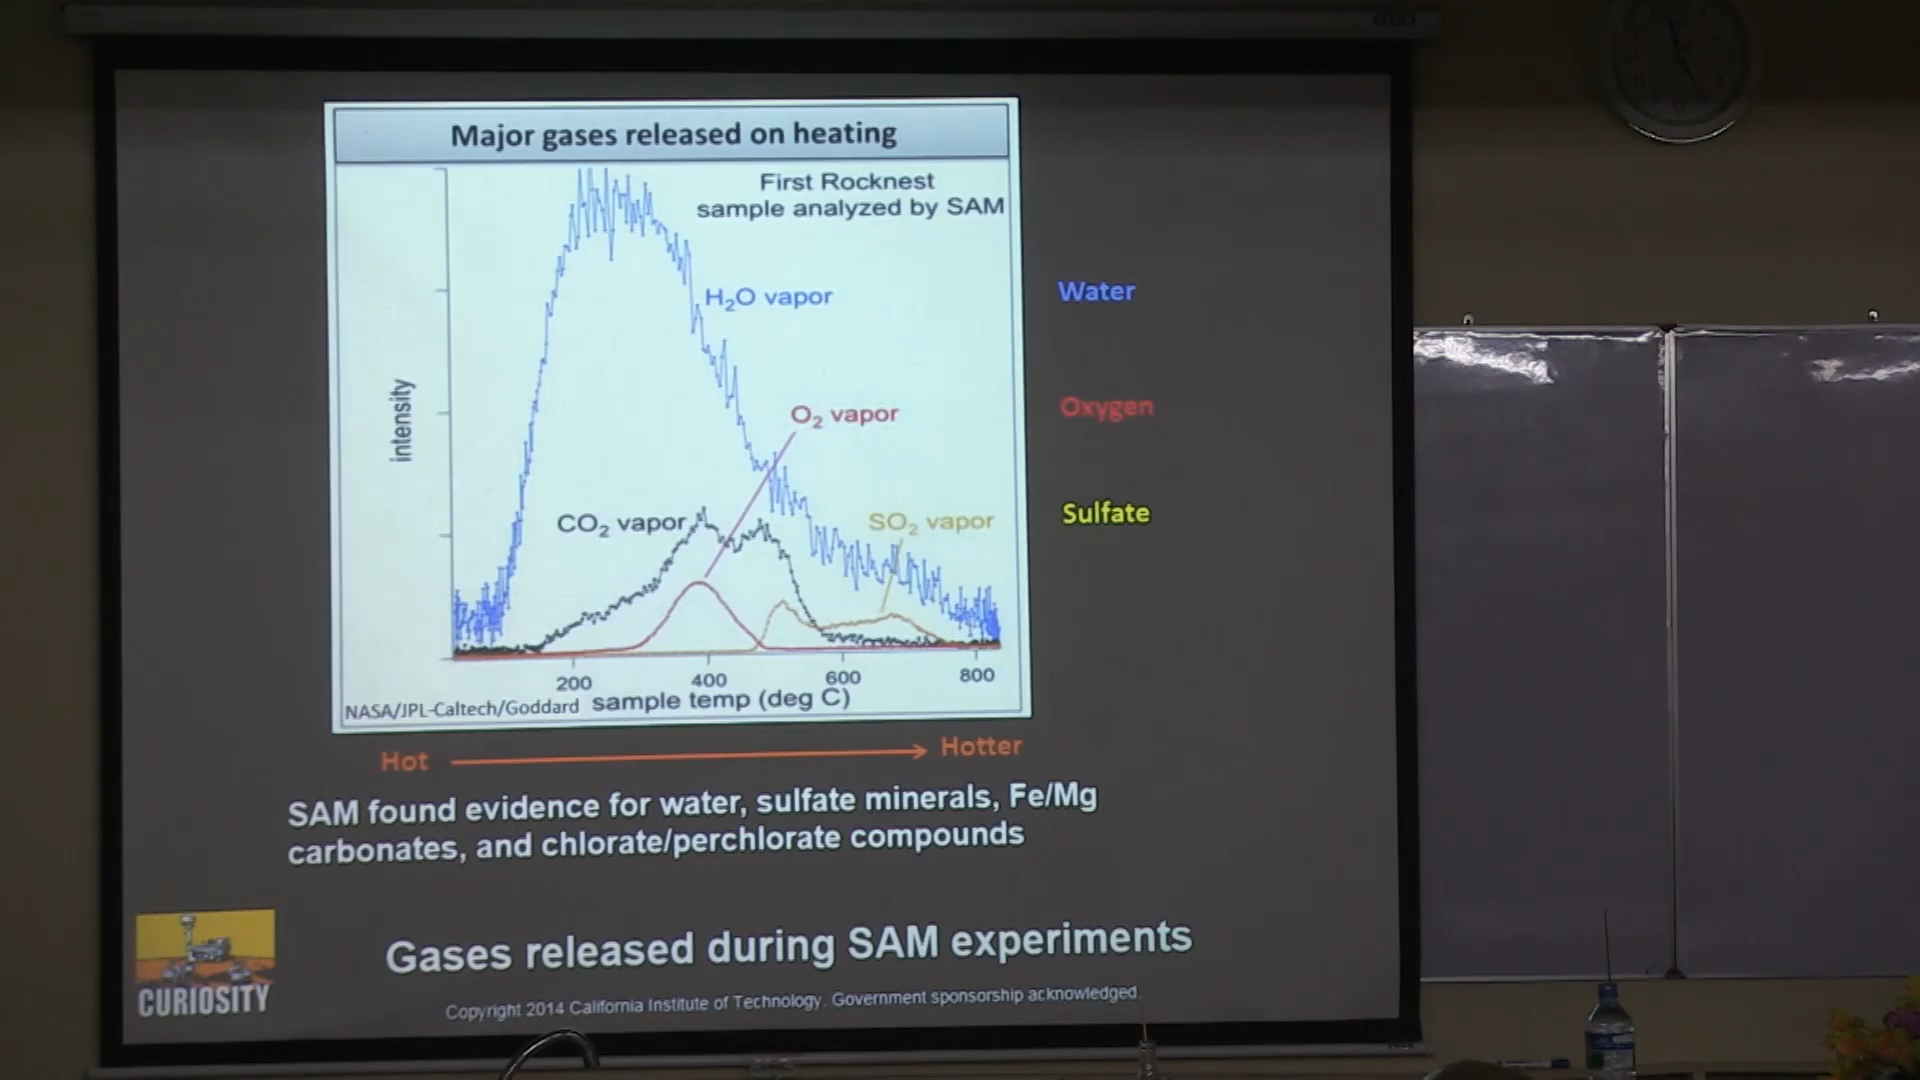 Major gases released on heating
First Rocknest
sample analyzed by SAM
H₂O vapor
Water
O₂ vapor
Oxygen
intensity
CO₂ vapor
SO₂ vapor
Sulfate
200 400 600 800
sample temp (deg C)
NASA/JPL-Caltech/Goddard
Hot
Hotter
SAM found evidence for water, sulfate minerals, Fe/Mg
carbonates, and chlorate/perchlorate compounds
Gases released during SAM experiments
CURIOSITY
Copyright 2014 California Institute of Technology. Government sponsorship acknowledged.